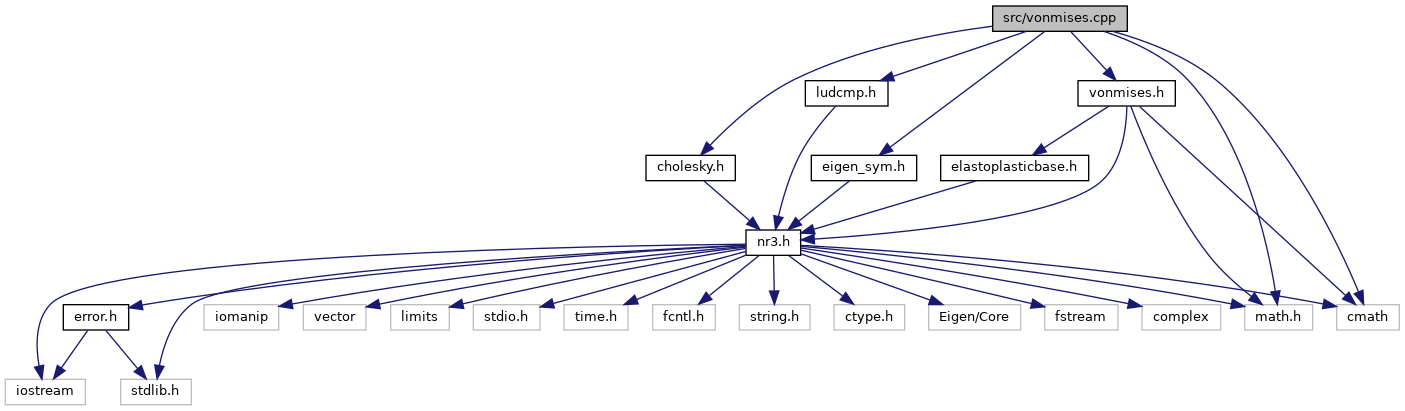 src/vonmises.cpp
ludcmp.h
vonmises.h
cholesky.h
eigen_sym.h
elastoplasticbase.h
nr3.h
error.h
iomanip
vector
limits
stdio.h
time.h
fcntl.h
string.h
ctype.h
Eigen/Core
fstream
complex
math.h
cmath
iostream
stdlib.h